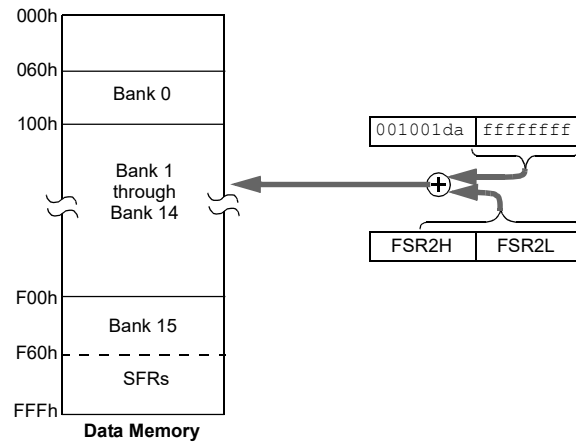 000h
060h
Bank 0
100h
001001da ffffffff
Bank 1
through
Bank 14
FSR2H FSR2L
F00h
Bank 15
F60h
SFRs
FFFh
Data Memory